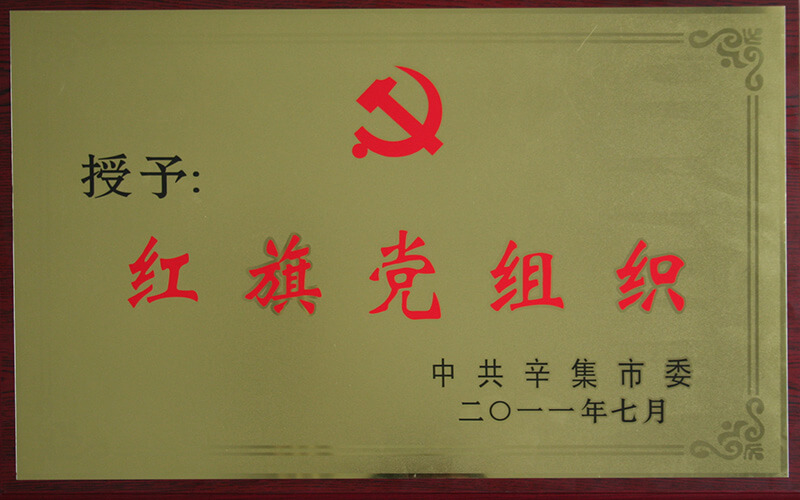 授予:
红旗党组织
中共辛集市委
二〇一一年七月